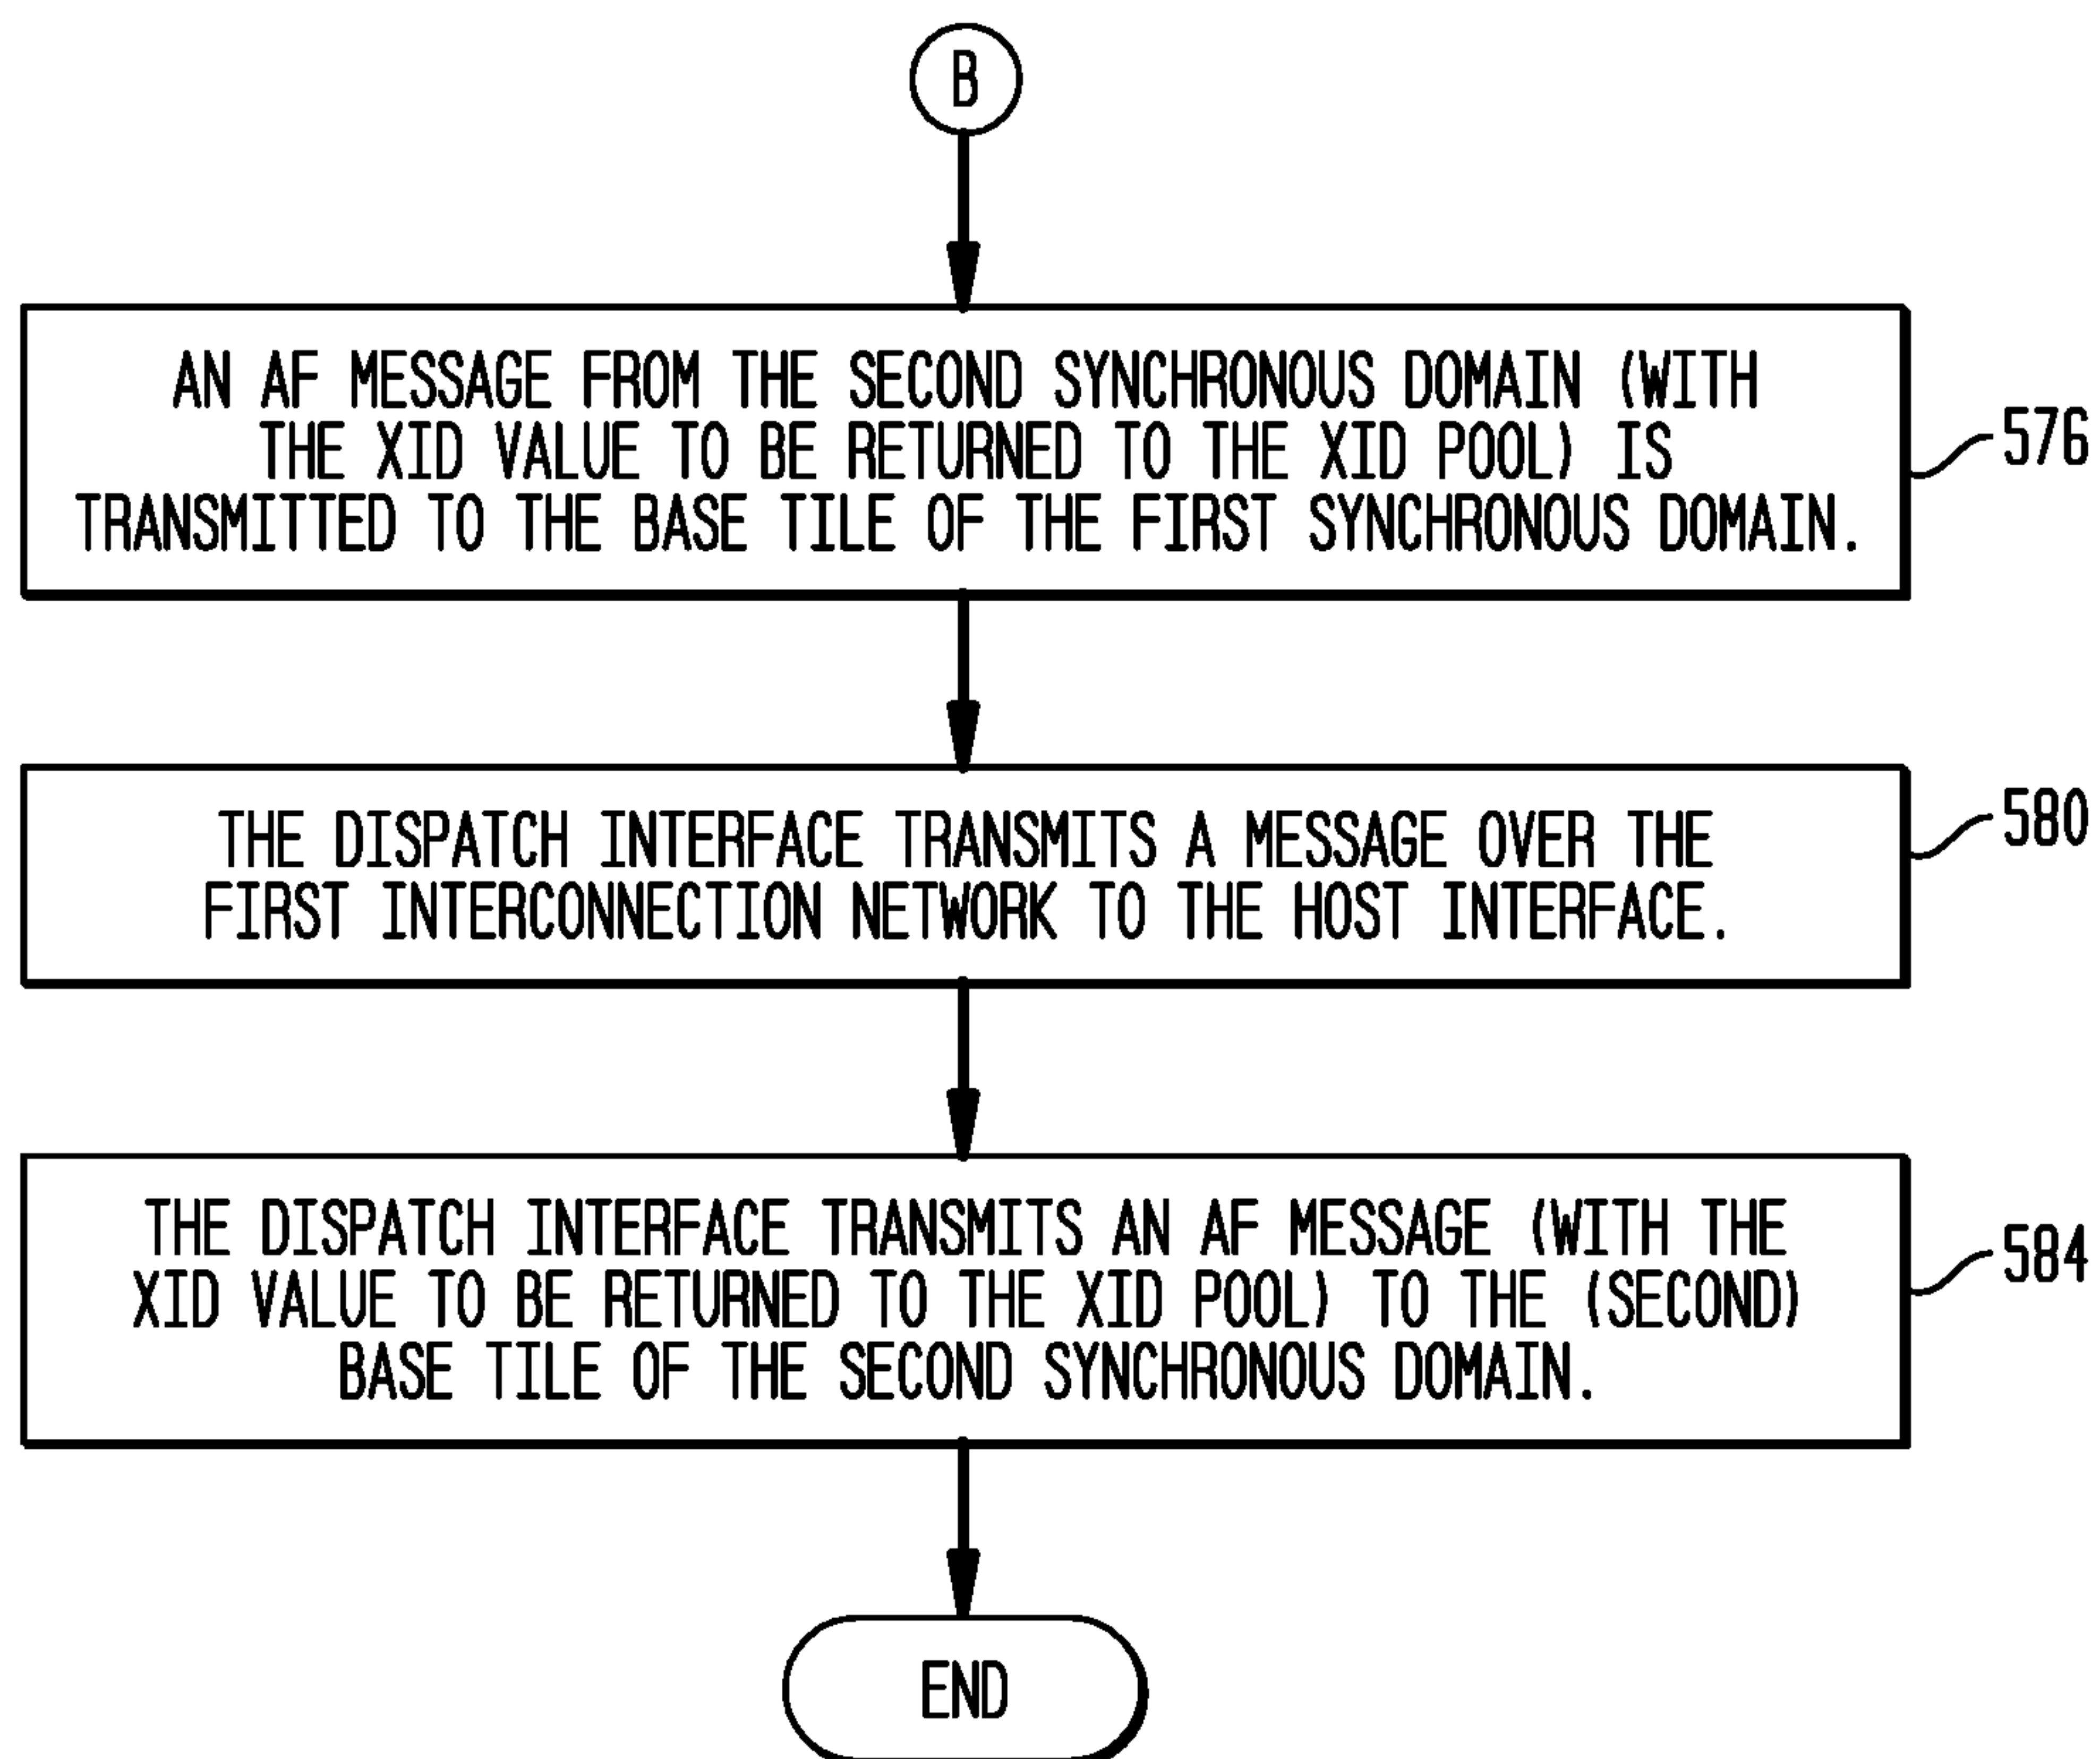 B
AN AF MESSAGE FROM THE SECOND SYNCHRONOUS DOMAIN (WITH
THE XID VALUE TO BE RETURNED TO THE XID POOL) IS
TRANSMITTED TO THE BASE TILE OF THE FIRST SYNCHRONOUS DOMAIN.
576
THE DISPATCH INTERFACE TRANSMITS A MESSAGE OVER THE
FIRST INTERCONNECTION NETWORK TO THE HOST INTERFACE.
580
THE DISPATCH INTERFACE TRANSMITS AN AF MESSAGE (WITH THE
XID VALUE TO BE RETURNED TO THE XID POOL) TO THE (SECOND)
BASE TILE OF THE SECOND SYNCHRONOUS DOMAIN.
584
END